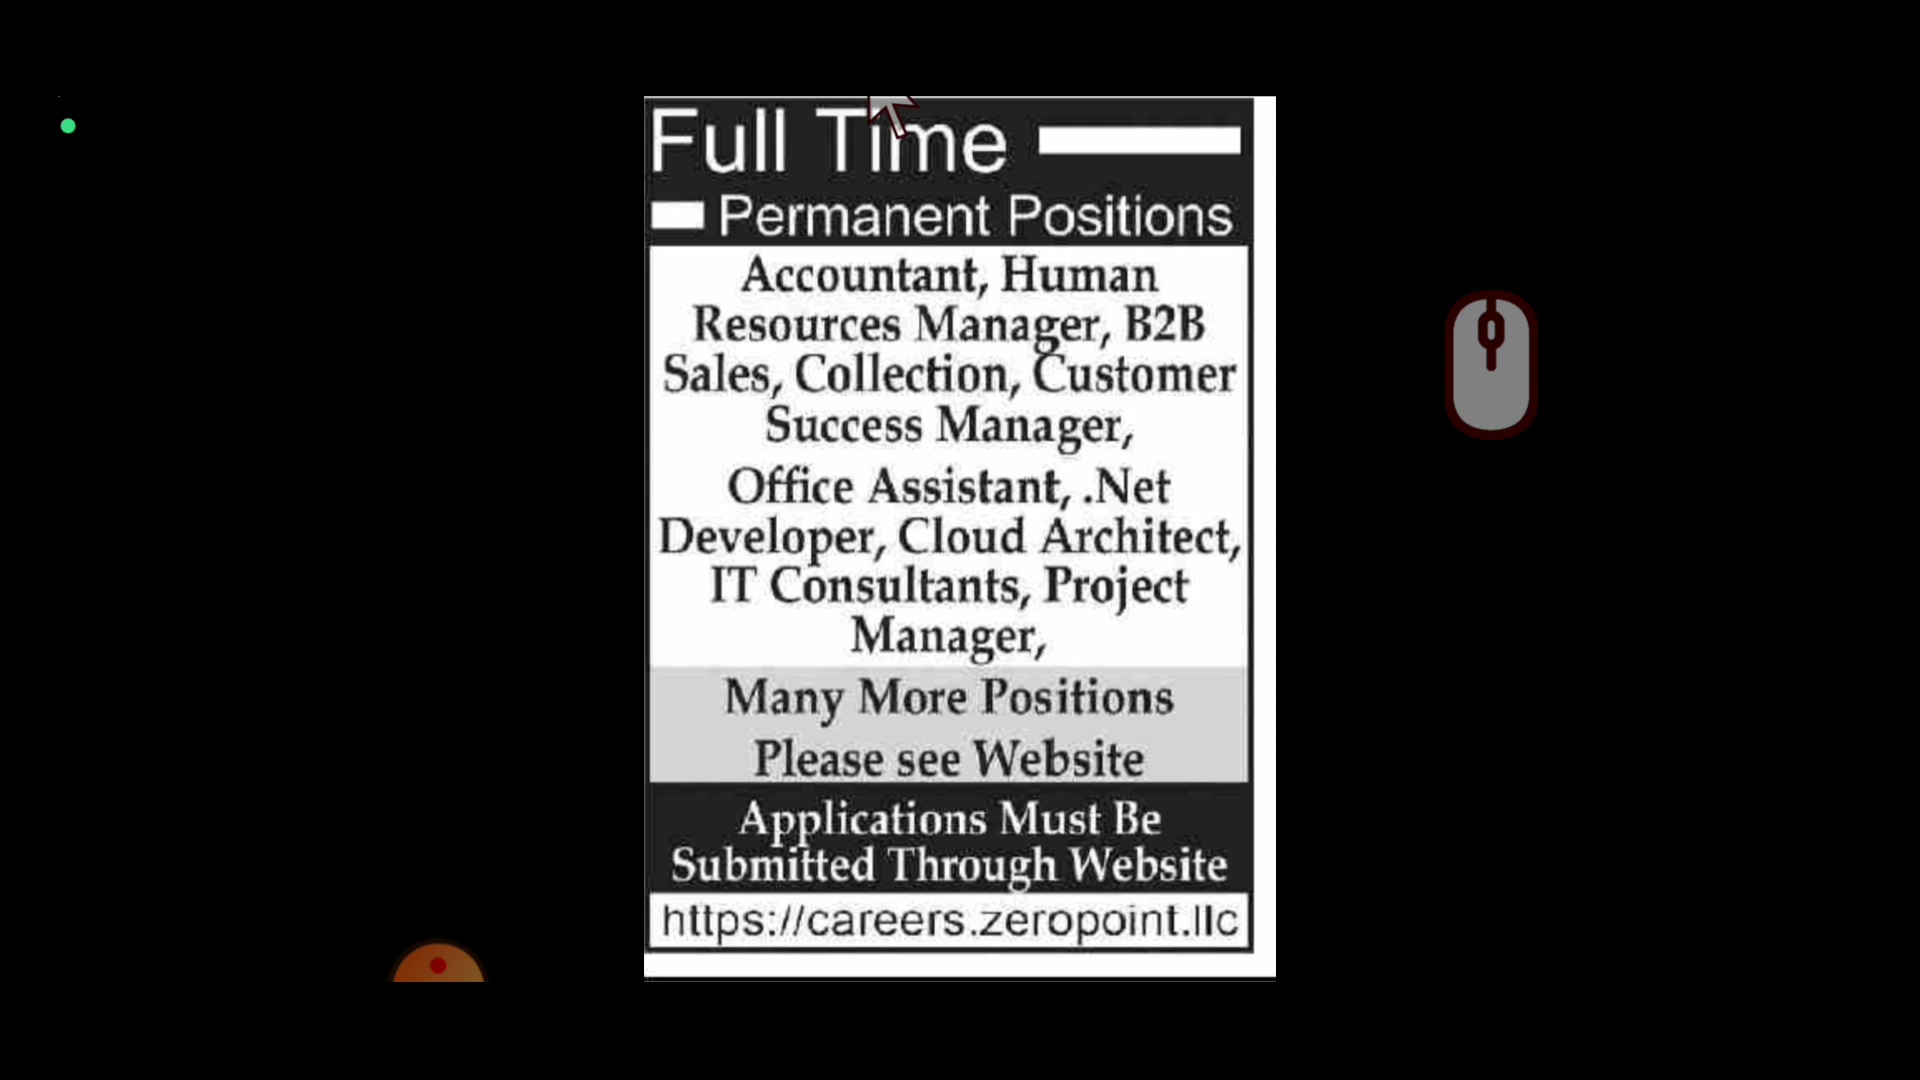 Full Time
Permanent Positions
Accountant, Human
Resources Manager, B2B
Sales, Collection, Customer
Success Manager,
Office Assistant, .Net
Developer, Cloud Architect,
IT Consultants, Project
Manager,
Many More Positions
Please see Website
Applications Must Be
Submitted Through Website
https://careers.zeropoint.llc